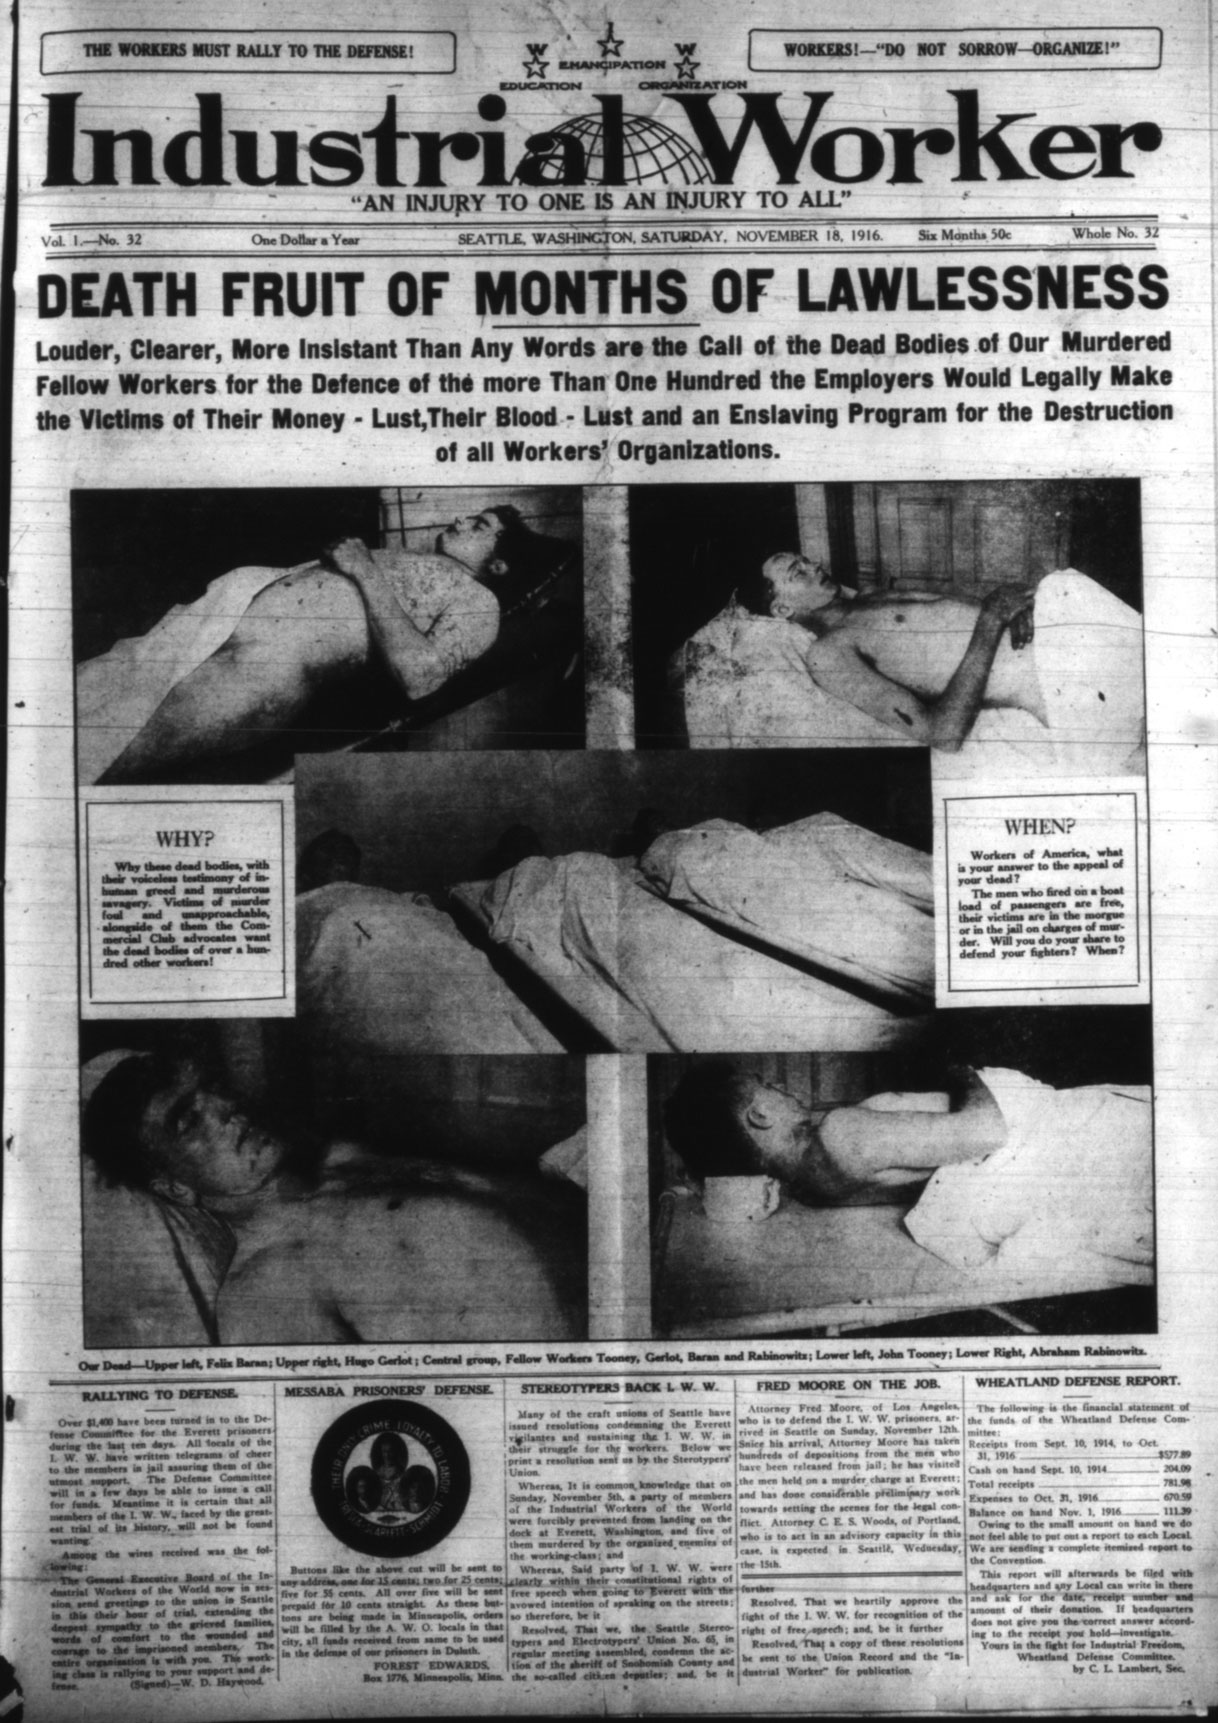 THE WORKERS MUST RALLY TO THE DEFENSE!
I
W W
EMANCIPATION
EDUCATION ORGANIZATION
WORKERS!—"DO NOT SORROW—ORGANIZE!"
Industrial Worker
"AN INJURY TO ONE IS AN INJURY TO ALL"
Vol. 1.—No. 32 One Dollar a Year SEATTLE, WASHINGTON, SATURDAY, NOVEMBER 18, 1916. Six Months 50c Whole No. 32
DEATH FRUIT OF MONTHS OF LAWLESSNESS
Louder, Clearer, More Insistant Than Any Words are the Call of the Dead Bodies of Our Murdered
Fellow Workers for the Defence of the more Than One Hundred the Employers Would Legally Make
the Victims of Their Money - Lust, Their Blood - Lust and an Enslaving Program for the Destruction
of all Workers' Organizations.
WHY?
Why these dead bodies, with
their voiceless testimony of in-
human greed and murderous
savagery. Victims of murder
foul and unapproachable,
alongside of them the Com-
mercial Club advocates want
the dead bodies of over a hun-
dred other workers!
WHEN?
Workers of America, what
is your answer to the appeal of
your dead?
The men who fired on a boat
load of passengers are free,
their victims are in the morgue
or in the jail on charges of mur-
der. Will you do your share to
defend your fighters? When?
Our Dead—Upper left, Felix Baran; Upper right, Hugo Gerlot; Central group, Fellow Workers Tooney, Gerlot, Baran and Rabinowitz; Lower left, John Tooney; Lower Right, Abraham Rabinowitz.
RALLYING TO DEFENSE.
Over $1,400 have been turned in to the De-
fense Committee for the Everett prisoners
during the last ten days. All locals of the
I. W. W. have written telegrams of cheer
to the members in jail assuring them of the
utmost support. The Defense Committee
will in a few days be able to issue a call
for funds. Meantime it is certain that all
members of the I. W. W., faced by the great-
est trial of its history, will not be found
wanting.
Among the wires received was the fol-
lowing:
The General Executive Board of the In-
dustrial Workers of the World now in ses-
sion send greetings to the union in Seattle
in this their hour of trial, extending the
deepest sympathy to the grieved families,
words of comfort to the wounded and
courage to the imprisoned members. The
entire organization is with you. The work-
ing class is rallying to your support and de-
fense. (Signed)—W. D. Haywood.
MESSABA PRISONERS' DEFENSE.
THEIR ONLY CRIME LOYALTY TO LABOR
SCARLETT-SCHMIDT
Buttons like the above cut will be sent to
any address, one for 15 cents; two for 25 cents;
five for 55 cents. All over five will be sent
prepaid for 10 cents straight. As these but-
tons are being made in Minneapolis, orders
will be filled by the A. W. O. locals in that
city, all funds received from same to be used
in the defense of our prisoners in Duluth.
FOREST EDWARDS,
Box 1776, Minneapolis, Minn.
STEREOTYPERS BACK I. W. W.
Many of the craft unions of Seattle have
issued resolutions condemning the Everett
vigilantes and sustaining the I. W. W. in
their struggle for the workers. Below we
print a resolution sent us by the Sterotypers'
Union.
Whereas, It is common knowledge that on
Sunday, November 5th, a party of members
of the Industrial Workers of the World
were forcibly prevented from landing on the
dock at Everett, Washington, and five of
them murdered by the organized enemies of
the working-class; and
Whereas, Said party of I. W. W. were
clearly within their constitutional rights of
free speech when going to Everett with the
avowed intention of speaking on the streets;
so therefore, be it
Resolved, That we, the Seattle Stereo-
typers and Electrotypers' Union No. 65, in
regular meeting assembled, condemn the ac-
tion of the sheriff of Snohomish County and
the so-called citizen deputies; and, be it
FRED MOORE ON THE JOB.
Attorney Fred Moore, of Los Angeles,
who is to defend the I. W. W. prisoners, ar-
rived in Seattle on Sunday, November 12th.
Snice his arrival, Attorney Moore has taken
hundreds of depositions from the men who
have been released from jail; he has visited
the men held on a murder charge at Everett;
and has done considerable preliminary work
towards setting the scenes for the legal con-
flict. Attorney C. E. S. Woods, of Portland,
who is to act in an advisory capacity in this
case, is expected in Seattle, Wednesday,
the 15th.
further
Resolved, That we heartily approve the
fight of the I. W. W. for recognition of the
right of free speech; and, be it further
Resolved, That a copy of these resolutions
be sent to the Union Record and the "In-
dustrial Worker" for publication.
WHEATLAND DEFENSE REPORT.
The following is the financial statement of
the funds of the Wheatland Defense Com-
mittee:
Receipts from Sept. 10, 1914, to Oct.
31, 1916 $577.89
Cash on hand Sept. 10, 1914 204.09
Total receipts 781.98
Expenses to Oct. 31, 1916 670.59
Balance on hand Nov. 1, 1916 111.39
Owing to the small amount on hand we do
not feel able to put out a report to each Local.
We are sending a complete itemized report to
the Convention.
This report will afterwards be filed with
headquarters and any Local can write in there
and ask for the date, receipt number and
amount of their donation. If headquarters
does not give you the correct answer accord-
ing to the receipt you hold—investigate.
Yours in the fight for Industrial Freedom,
Wheatland Defense Committee,
by C. L. Lambert, Sec.